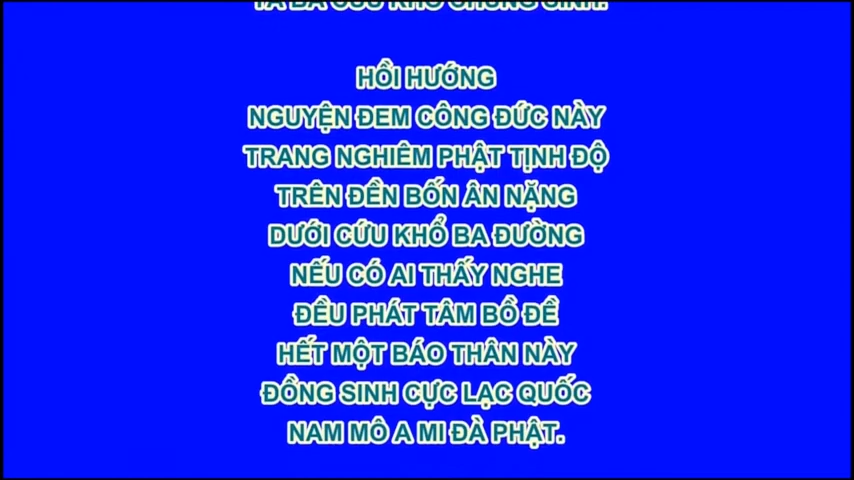 HỒI HƯỚNG
NGUYỆN ĐEM CÔNG ĐỨC NÀY
TRANG NGHIÊM PHẬT TỊNH ĐỘ
TRÊN ĐỀN BỐN ÂN NẶNG
DƯỚI CỨU KHỔ BA ĐƯỜNG
NẾU CÓ AI THẤY NGHE
ĐỀU PHÁT TÂM BỒ ĐỀ
HẾT MỘT BÁO THÂN NÀY
ĐỒNG SINH CỰC LẠC QUỐC
NAM MÔ A MI ĐÀ PHẬT.